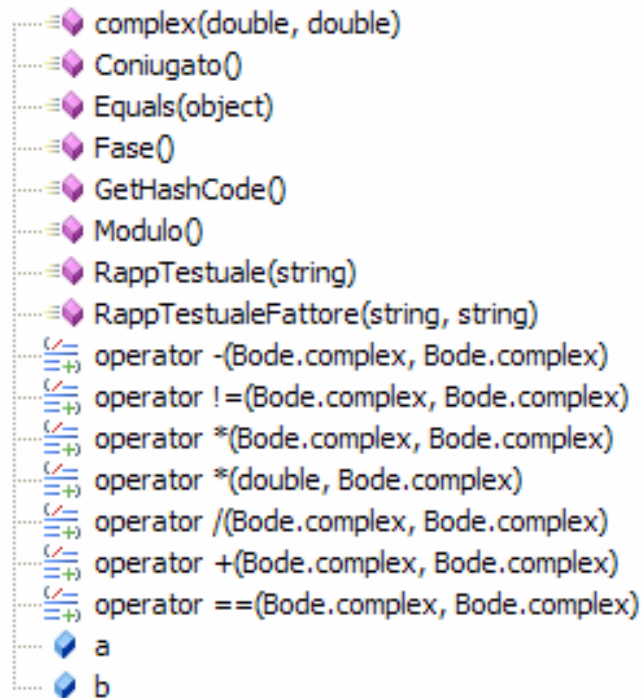 complex(double, double)
Coniugato()
Equals(object)
Fase()
GetHashCode()
Modulo()
RappTestuale(string)
RappTestualeFattore(string, string)
operator -(Bode.complex, Bode.complex)
operator !=(Bode.complex, Bode.complex)
operator *(Bode.complex, Bode.complex)
operator *(double, Bode.complex)
operator /(Bode.complex, Bode.complex)
operator +(Bode.complex, Bode.complex)
operator ==(Bode.complex, Bode.complex)
a
b